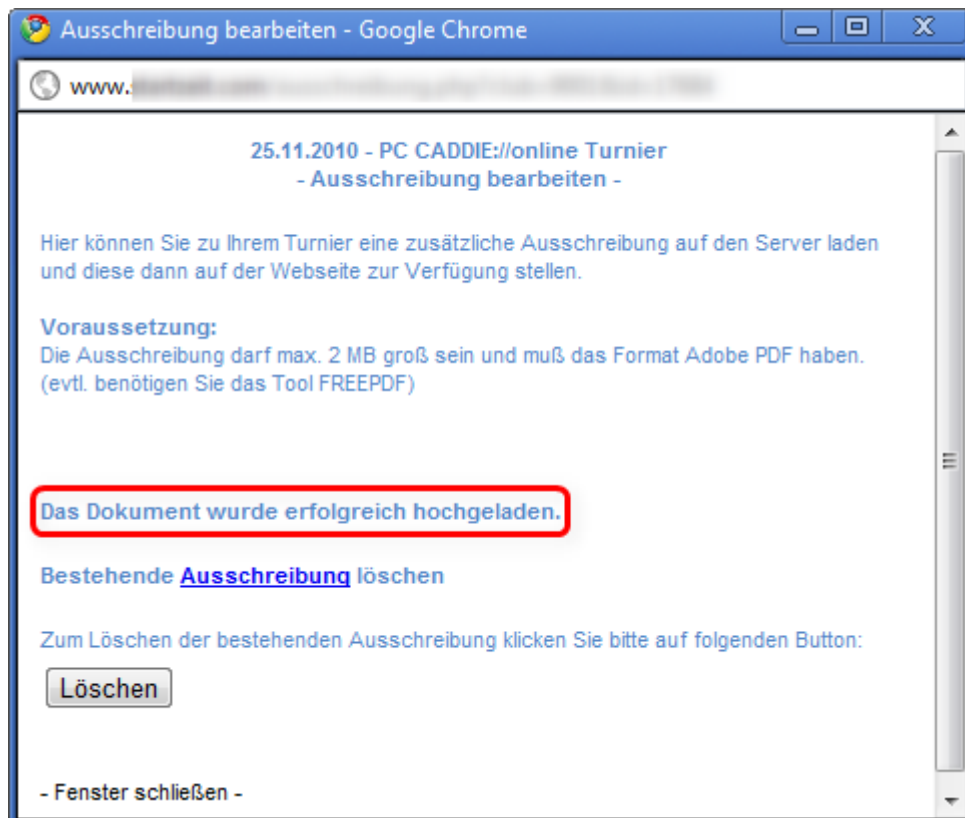 Ausschreibung bearbeiten - Google Chrome
www.
25.11.2010 - PC CADDIE://online Turnier
- Ausschreibung bearbeiten -
Hier können Sie zu Ihrem Turnier eine zusätzliche Ausschreibung auf den Server laden
und diese dann auf der Webseite zur Verfügung stellen.
Voraussetzung:
Die Ausschreibung darf max. 2 MB groß sein und muß das Format Adobe PDF haben.
(evtl. benötigen Sie das Tool FREEPDF)
Das Dokument wurde erfolgreich hochgeladen.
Bestehende Ausschreibung löschen
Zum Löschen der bestehenden Ausschreibung klicken Sie bitte auf folgenden Button:
Löschen
- Fenster schließen -